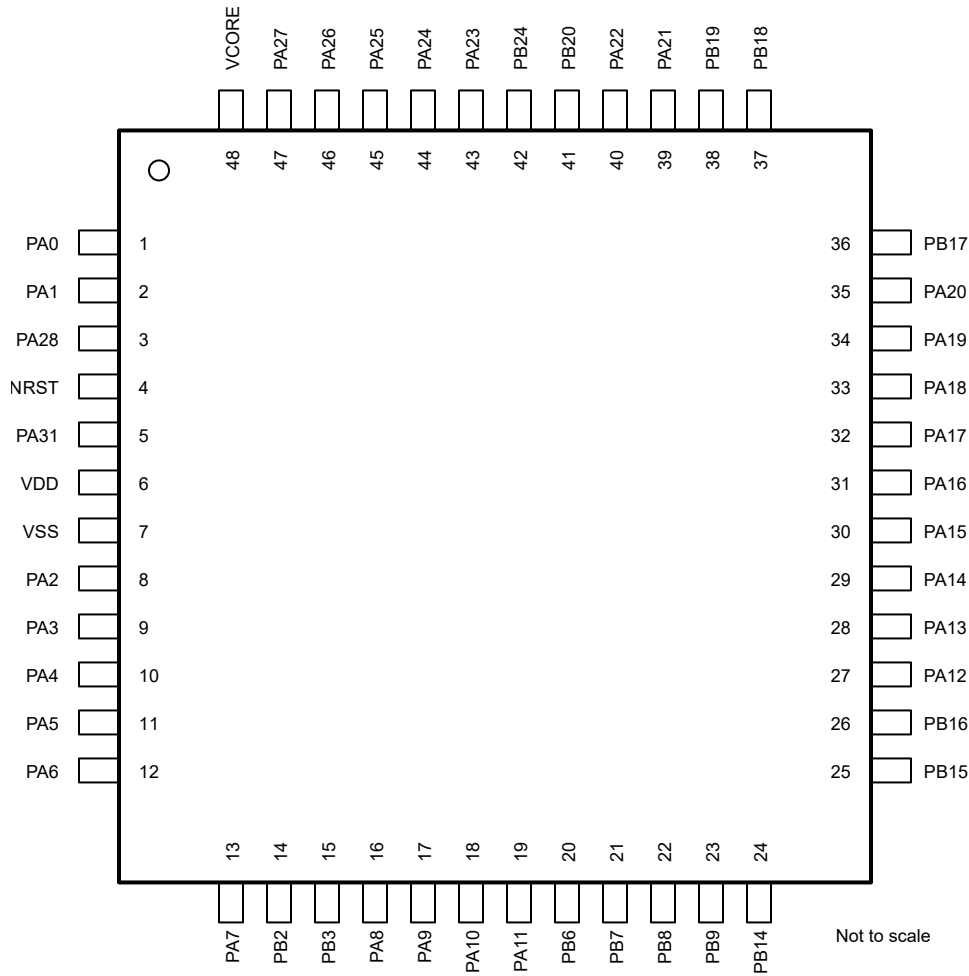 VCORE PA27 PA26 PA25 PA24 PA23 PB24 PB20 PA22 PA21 PB19 PB18
48 47 46 45 44 43 42 41 40 39 38 37
PA0 1 36 PB17
PA1 2 35 PA20
PA28 3 34 PA19
NRST 4 33 PA18
PA31 5 32 PA17
VDD 6 31 PA16
VSS 7 30 PA15
PA2 8 29 PA14
PA3 9 28 PA13
PA4 10 27 PA12
PA5 11 26 PB16
PA6 12 25 PB15
13 14 15 16 17 18 19 20 21 22 23 24
PA7 PB2 PB3 PA8 PA9 PA10 PA11 PB6 PB7 PB8 PB9 PB14
Not to scale